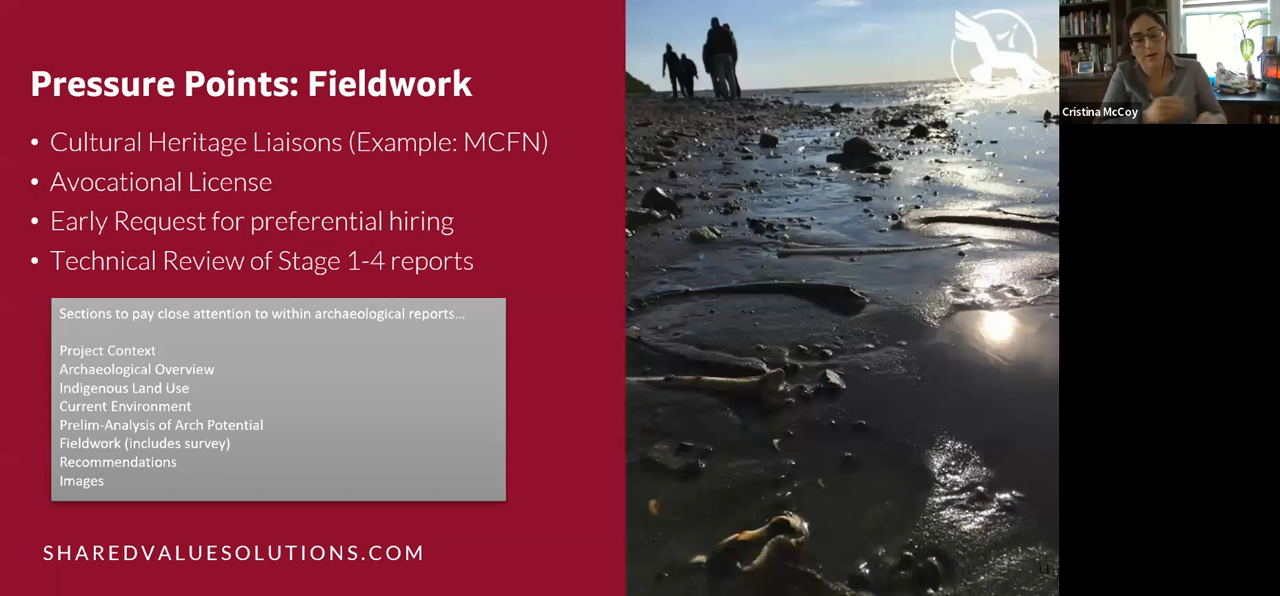 Pressure Points: Fieldwork
• Cultural Heritage Liaisons (Example: MCFN)
• Avocational License
• Early Request for preferential hiring
• Technical Review of Stage 1-4 reports
Sections to pay close attention to within archaeological reports...
Project Context
Archaeological Overview
Indigenous Land Use
Current Environment
Prelim-Analysis of Arch Potential
Fieldwork (includes survey)
Recommendations
Images
SHAREDVALUESOLUTIONS.COM
Cristina McCoy